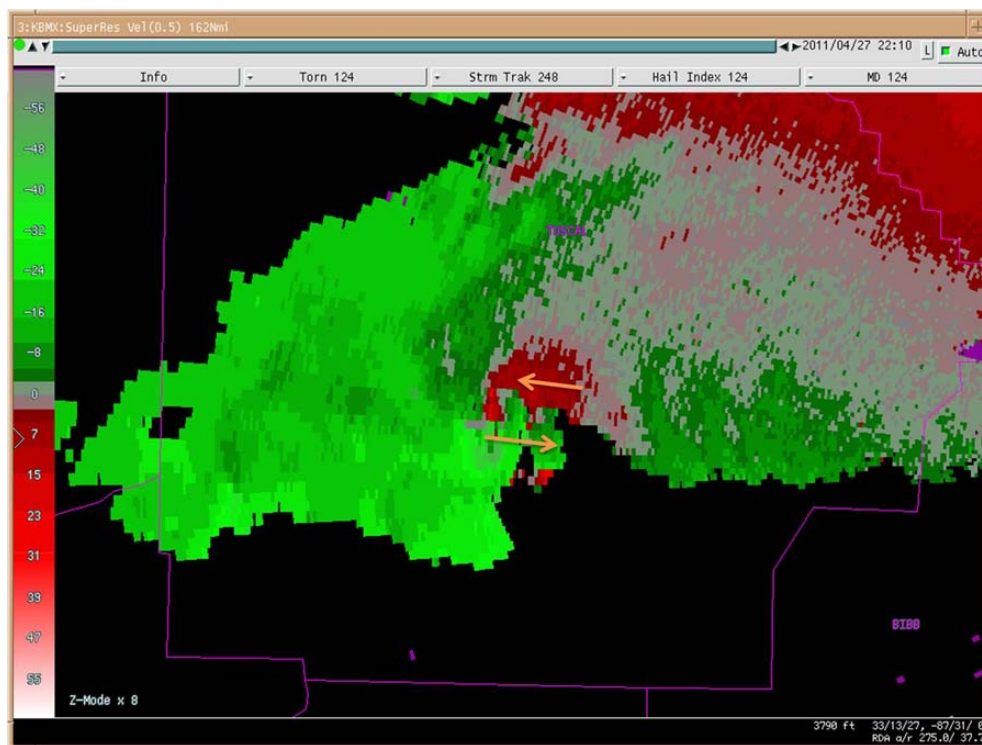 3:KBMX:SuperRes Vel(0.5) 162Nmi
2011/04/27 22:10 L Auto
Info Torn 124 Strm Trak 248 Hail Index 124 MD 124
-56
-48
-40
-32
-24
-16
-8
0
7
15
23
31
39
47
55
BIBB
Z-Mode x 8
3790 ft 33/13/27, -87/31/
RDA a/r 275.0/ 37.